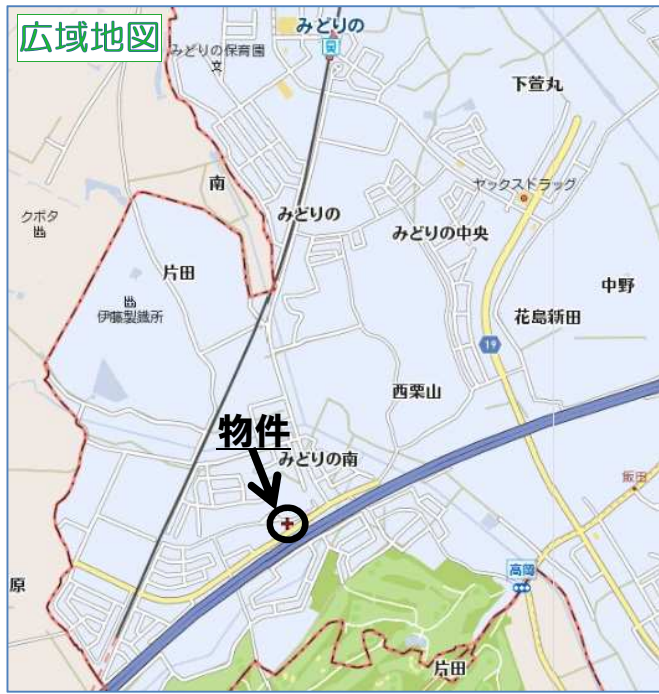 広域地図
みどりの
みどりの保育園
下萱丸
南
ヤックスドラッグ
クボタ
みどりの
みどりの中央
片田
中野
伊藤製鐵所
花島新田
19
西栗山
物件
みどりの南
飯田
高岡
原
片田